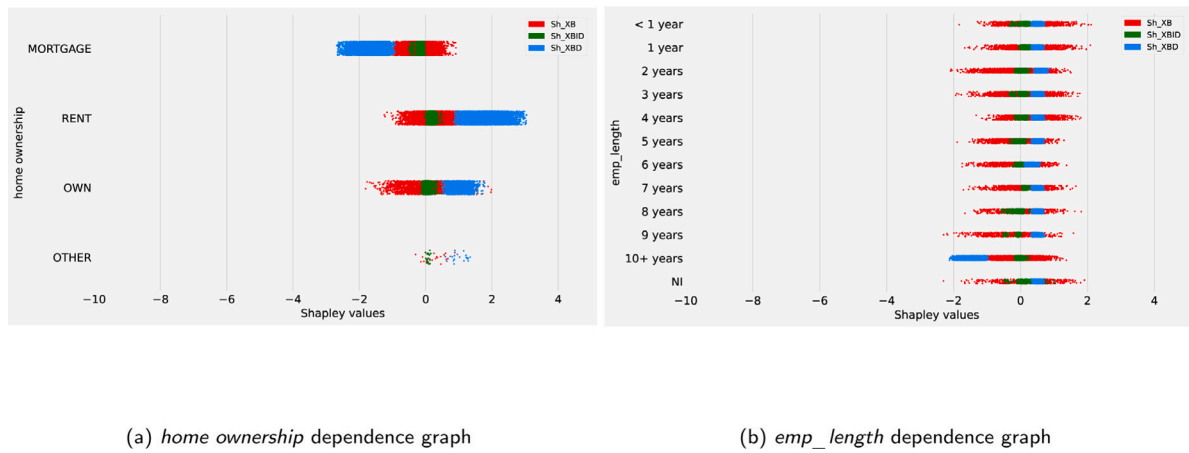 Sh_XB
Sh_XBID
Sh_XBD
MORTGAGE
RENT
OWN
OTHER
home ownership
−10 −8 −6 −4 −2 0 2 4
Shapley values
(a) home ownership dependence graph
Sh_XB
Sh_XBID
Sh_XBD
< 1 year
1 year
2 years
3 years
4 years
5 years
6 years
7 years
8 years
9 years
10+ years
NI
emp_length
−10 −8 −6 −4 −2 0 2 4
Shapley values
(b) emp_length dependence graph